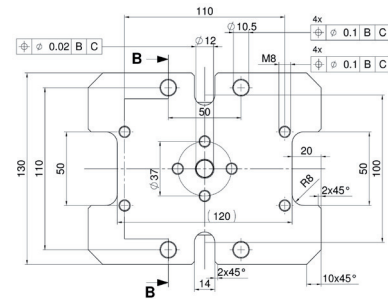 110
4x
⌖ ⌀ 0.1 B C
4x
⌖ ⌀ 0.1 B C
⌀10.5
⌀12
⌖ ⌀ 0.02 B C
B
M8
50
20
130
110
50
⌀37
50
100
R8
(120)
2x45°
2x45°
14
10x45°
B